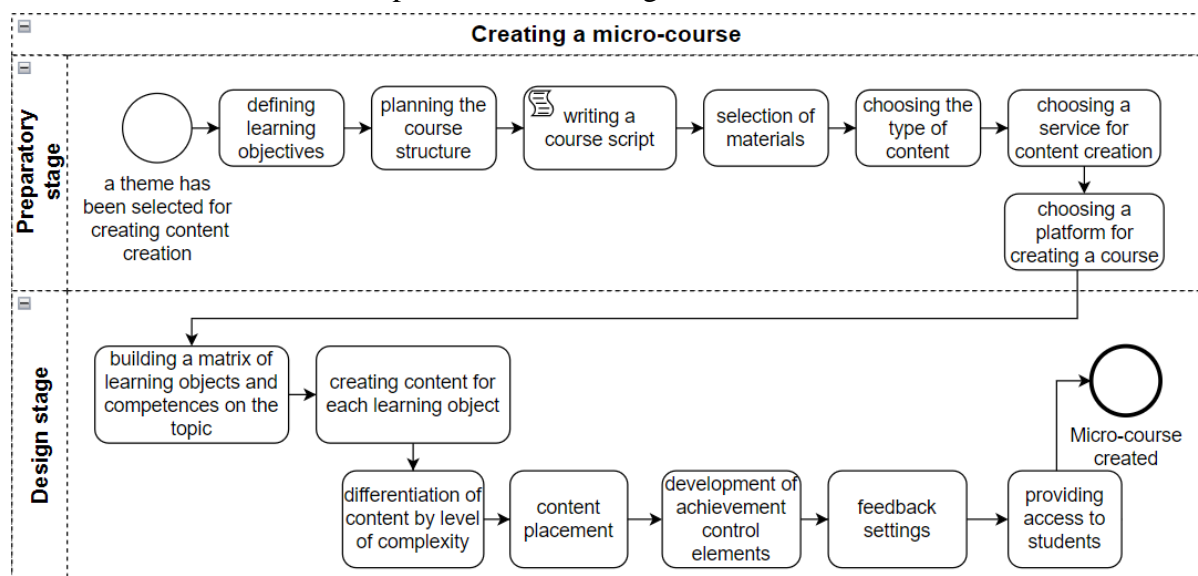 Creating a micro-course
Preparatory
stage
a theme has
been selected for
creating content
creation
defining
learning
objectives
planning the
course
structure
writing a
course script
selection of
materials
choosing the
type of
content
choosing a
service for
content creation
choosing a
platform for
creating a course
Design stage
building a matrix of
learning objects and
competences on the
topic
creating content for
each learning object
differentiation of
content by level
of complexity
content
placement
development of
achievement
control
elements
feedback
settings
providing
access to
students
Micro-course
created